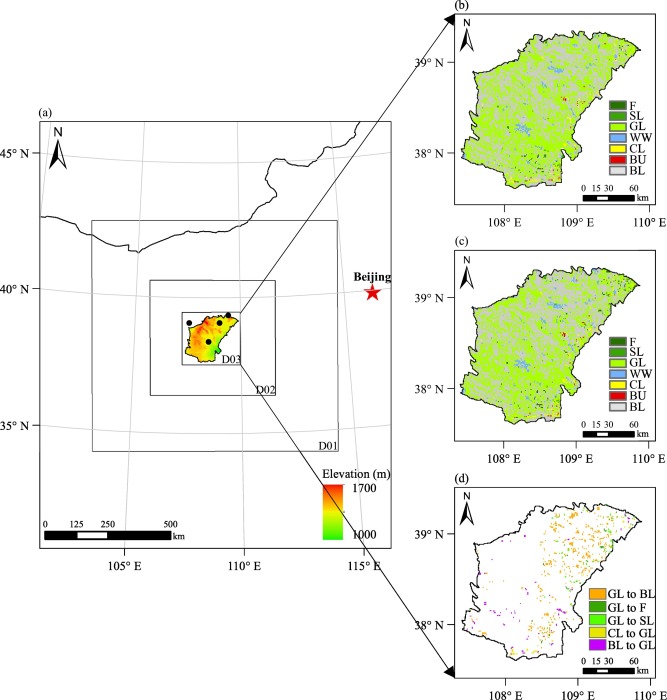 (a)
N
45° N
40° N
35° N
Beijing
D03
D02
D01
Elevation (m)
1700
1000
0 125 250 500
km
105° E
110° E
115° E
(b)
N
39° N
38° N
F
SL
GL
WW
CL
BU
BL
0 15 30 60
km
108° E
109° E
110° E
(c)
N
39° N
38° N
F
SL
GL
WW
CL
BU
BL
0 15 30 60
km
108° E
109° E
110° E
(d)
N
39° N
38° N
GL to BL
GL to F
GL to SL
CL to GL
BL to GL
0 15 30 60
km
108° E
109° E
110° E